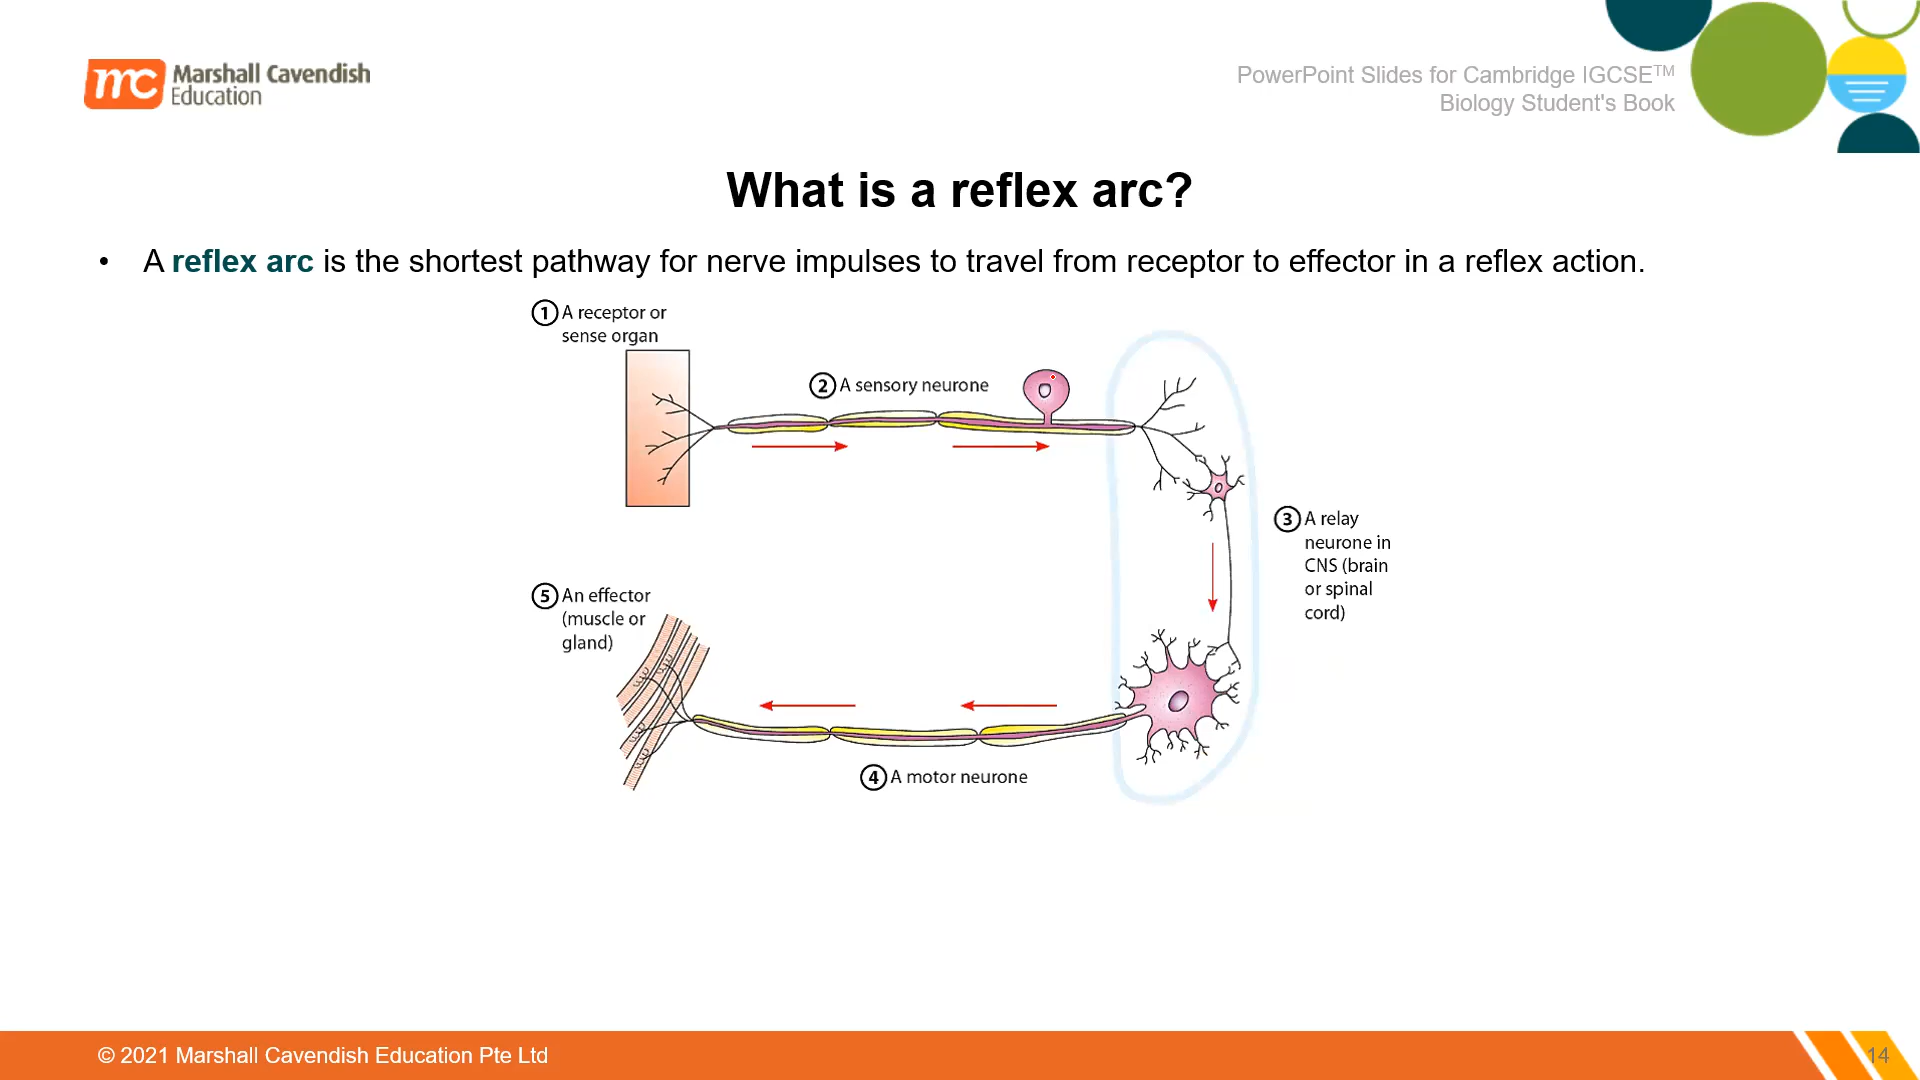 mc Marshall Cavendish
Education
PowerPoint Slides for Cambridge IGCSE™
Biology Student's Book
What is a reflex arc?
• A reflex arc is the shortest pathway for nerve impulses to travel from receptor to effector in a reflex action.
1 A receptor or
sense organ
2 A sensory neurone
3 A relay
neurone in
CNS (brain
or spinal
cord)
5 An effector
(muscle or
gland)
4 A motor neurone
© 2021 Marshall Cavendish Education Pte Ltd
14